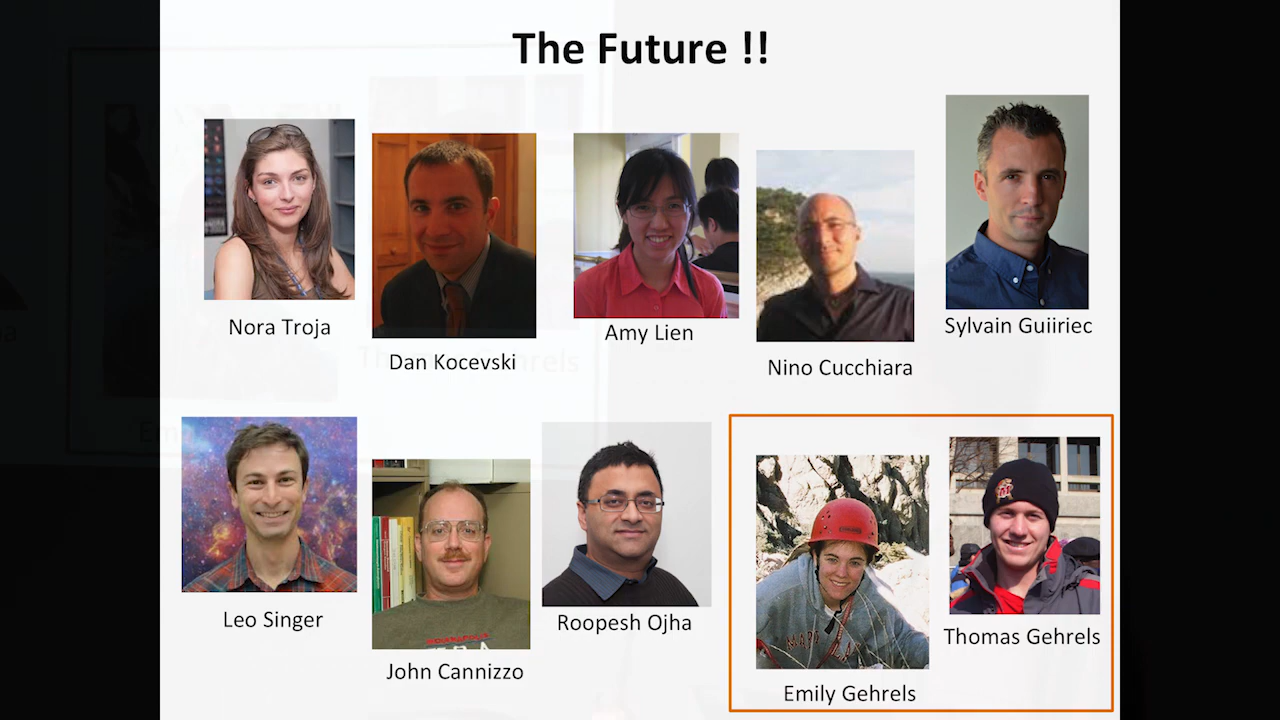 The Future !!
Nora Troja
Dan Kocevski
Amy Lien
Nino Cucchiara
Sylvain Guiiriec
Leo Singer
John Cannizzo
Roopesh Ojha
Emily Gehrels
Thomas Gehrels